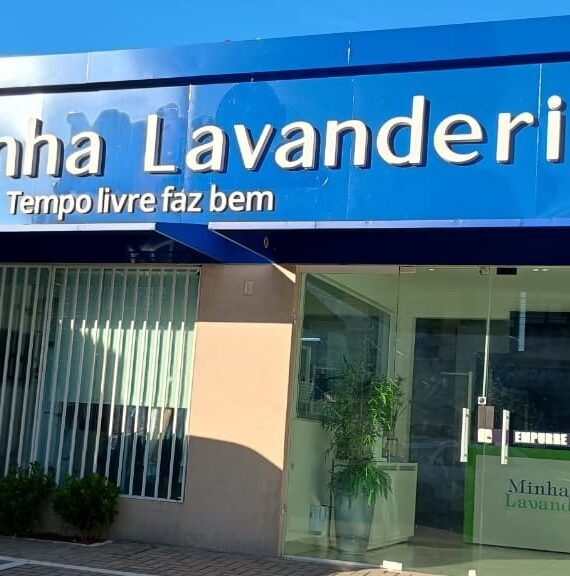 nha Lavanderi
Tempo livre faz bem
EMPURRE
Minha
Lavand